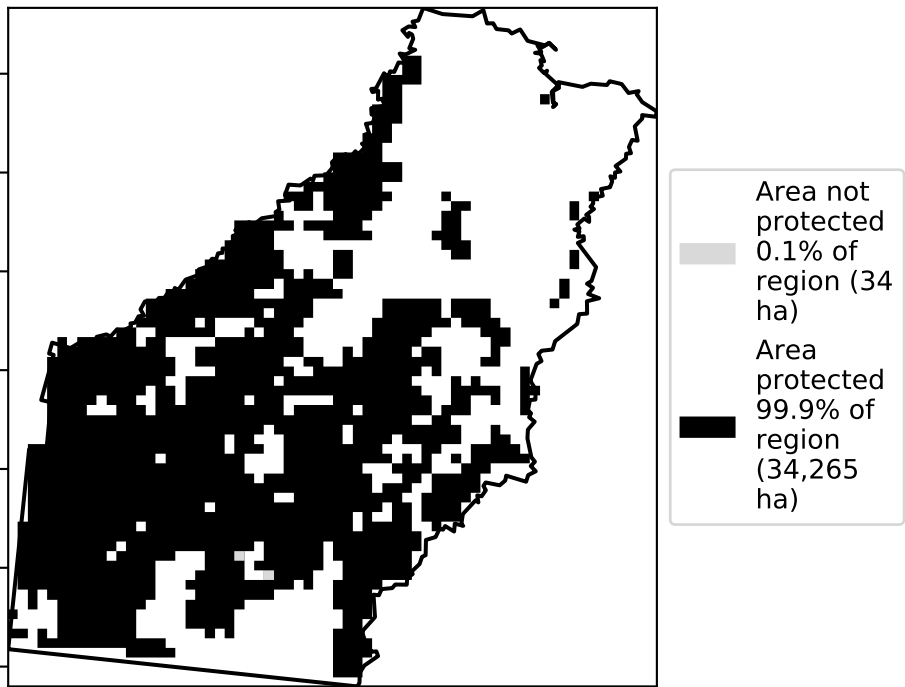 Area not
protected
0.1% of
region (34
ha)
Area
protected
99.9% of
region
(34,265
ha)